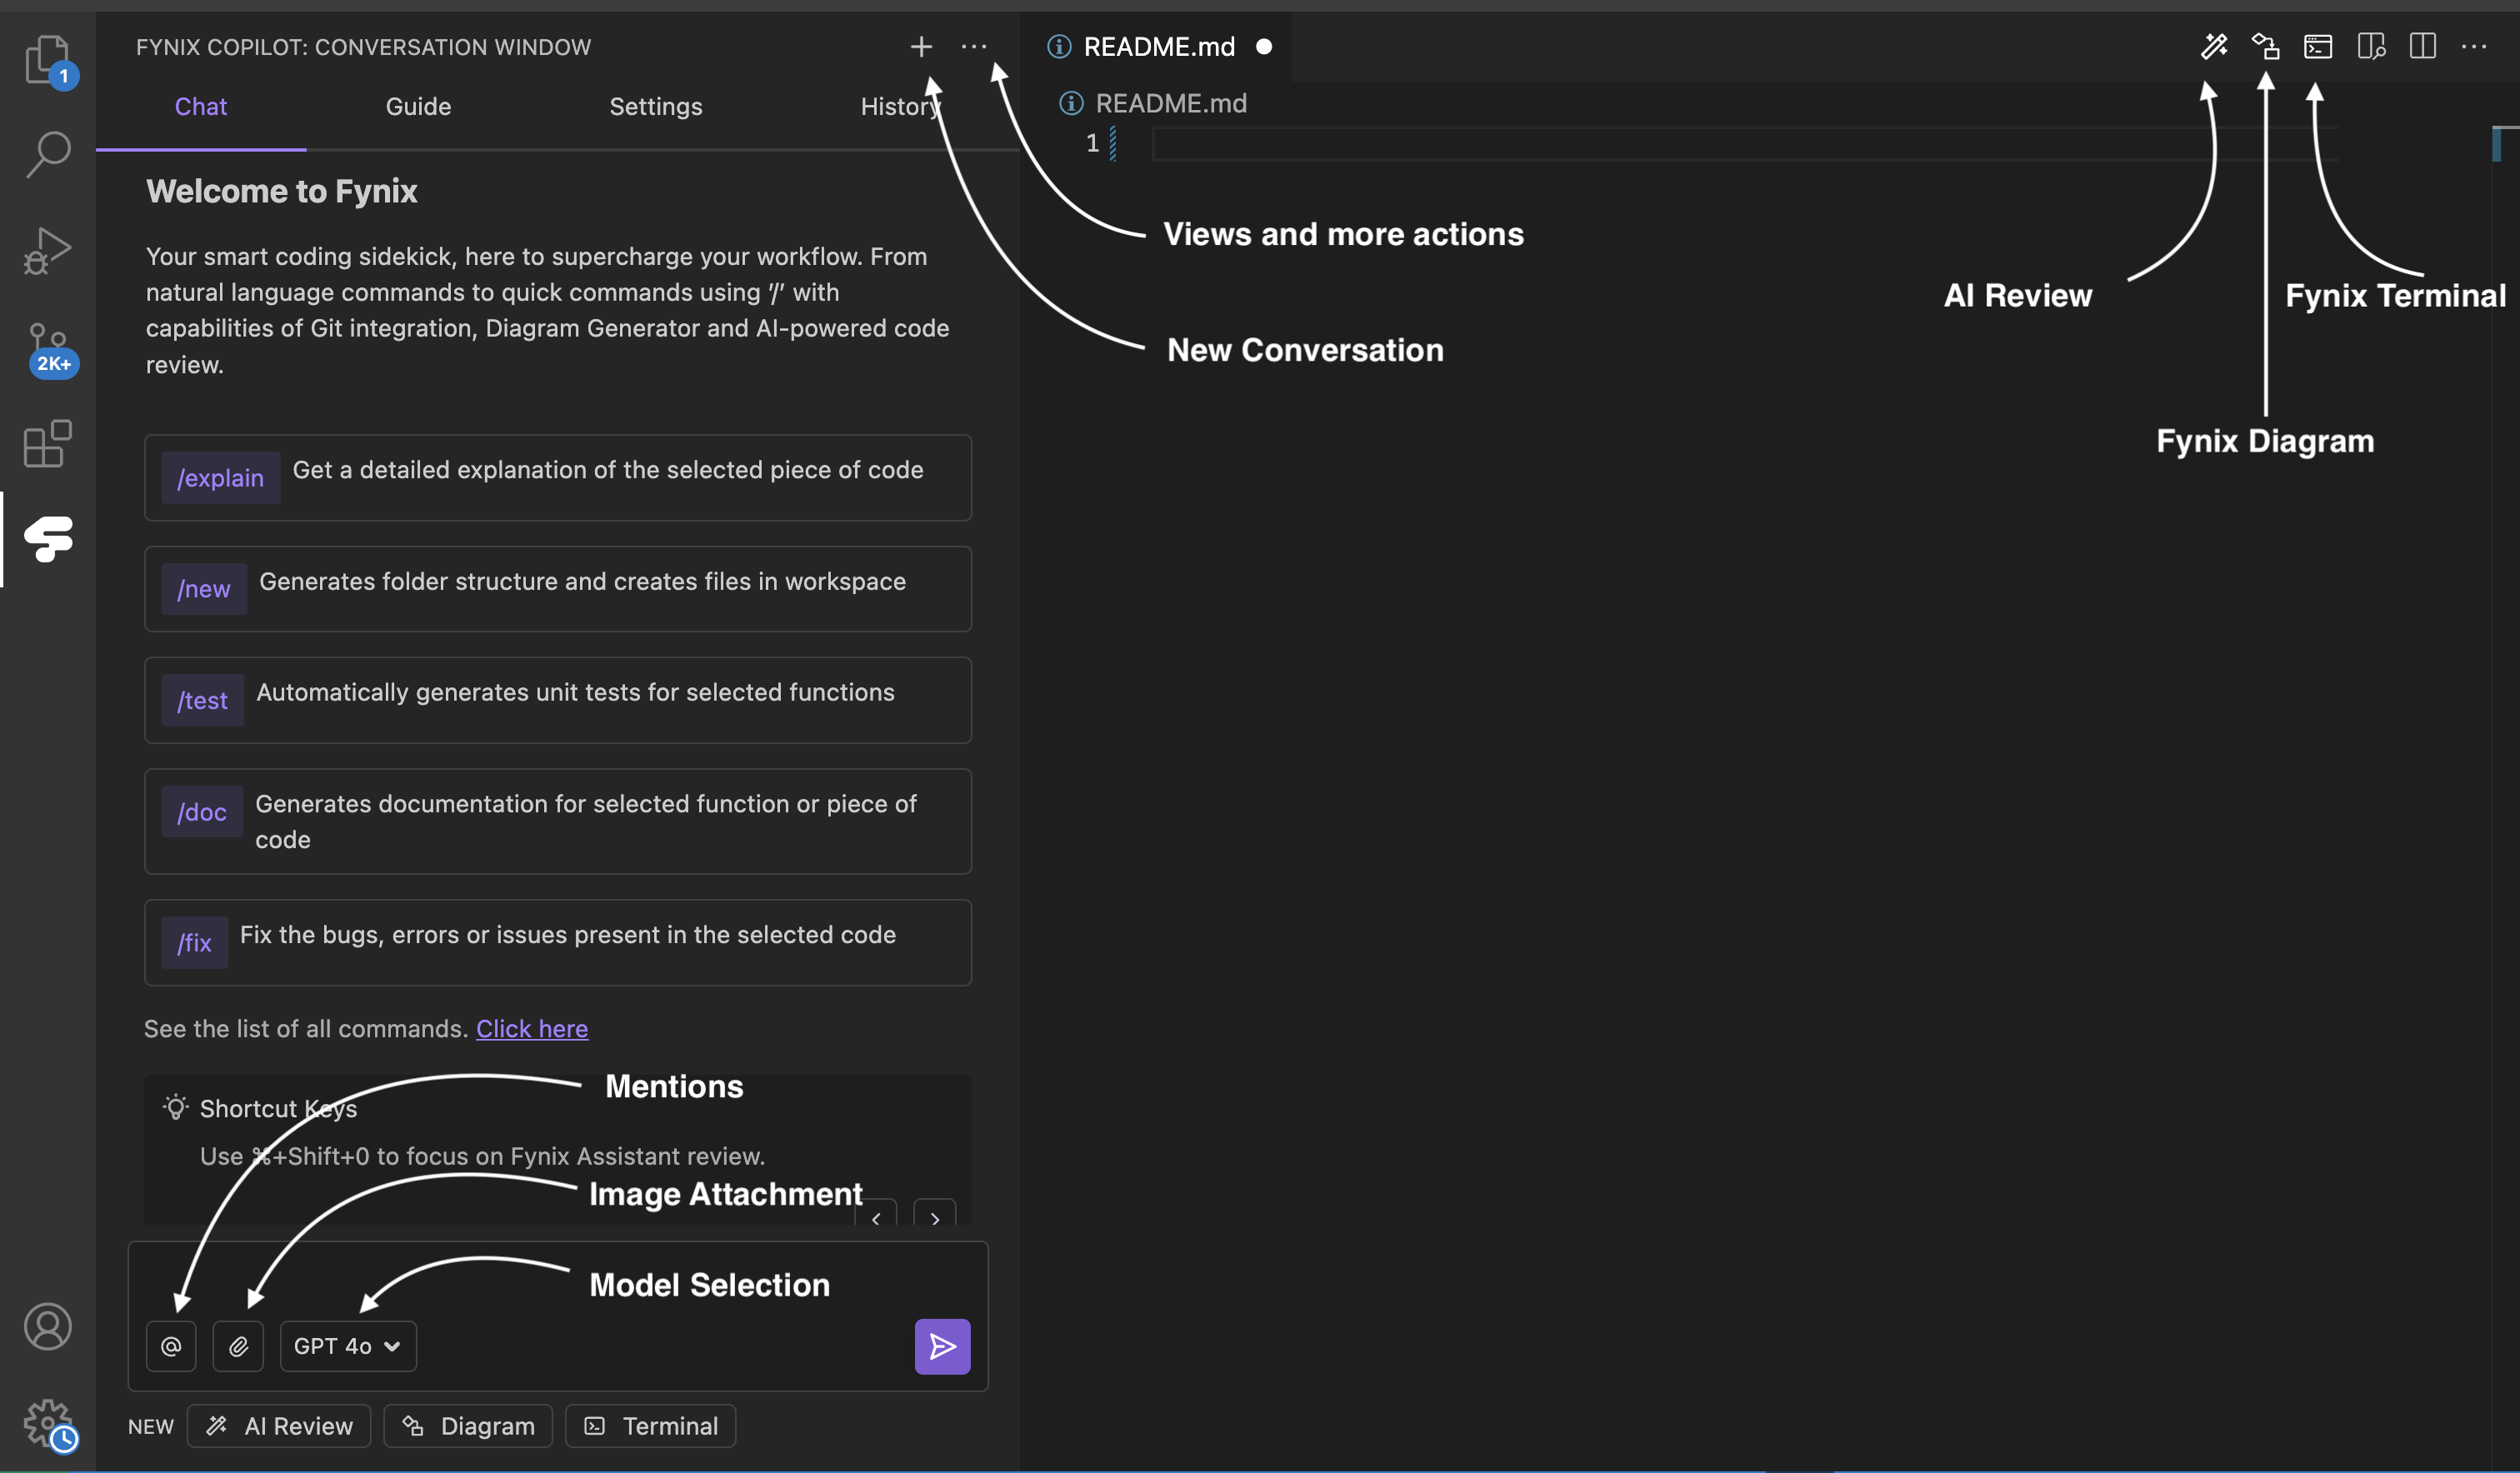 1
2K+
FYNIX COPILOT: CONVERSATION WINDOW
Chat
Guide
Settings
History
Welcome to Fynix
Your smart coding sidekick, here to supercharge your workflow. From
natural language commands to quick commands using '/' with
capabilities of Git integration, Diagram Generator and AI-powered code
review.
/explain Get a detailed explanation of the selected piece of code
/new Generates folder structure and creates files in workspace
/test Automatically generates unit tests for selected functions
/doc Generates documentation for selected function or piece of
code
/fix Fix the bugs, errors or issues present in the selected code
See the list of all commands. Click here
Mentions
Shortcut Keys
Use ⌘+Shift+0 to focus on Fynix Assistant review.
Image Attachment
Model Selection
@
GPT 4o
NEW
AI Review
Diagram
Terminal
README.md
README.md
1
Views and more actions
New Conversation
AI Review
Fynix Terminal
Fynix Diagram